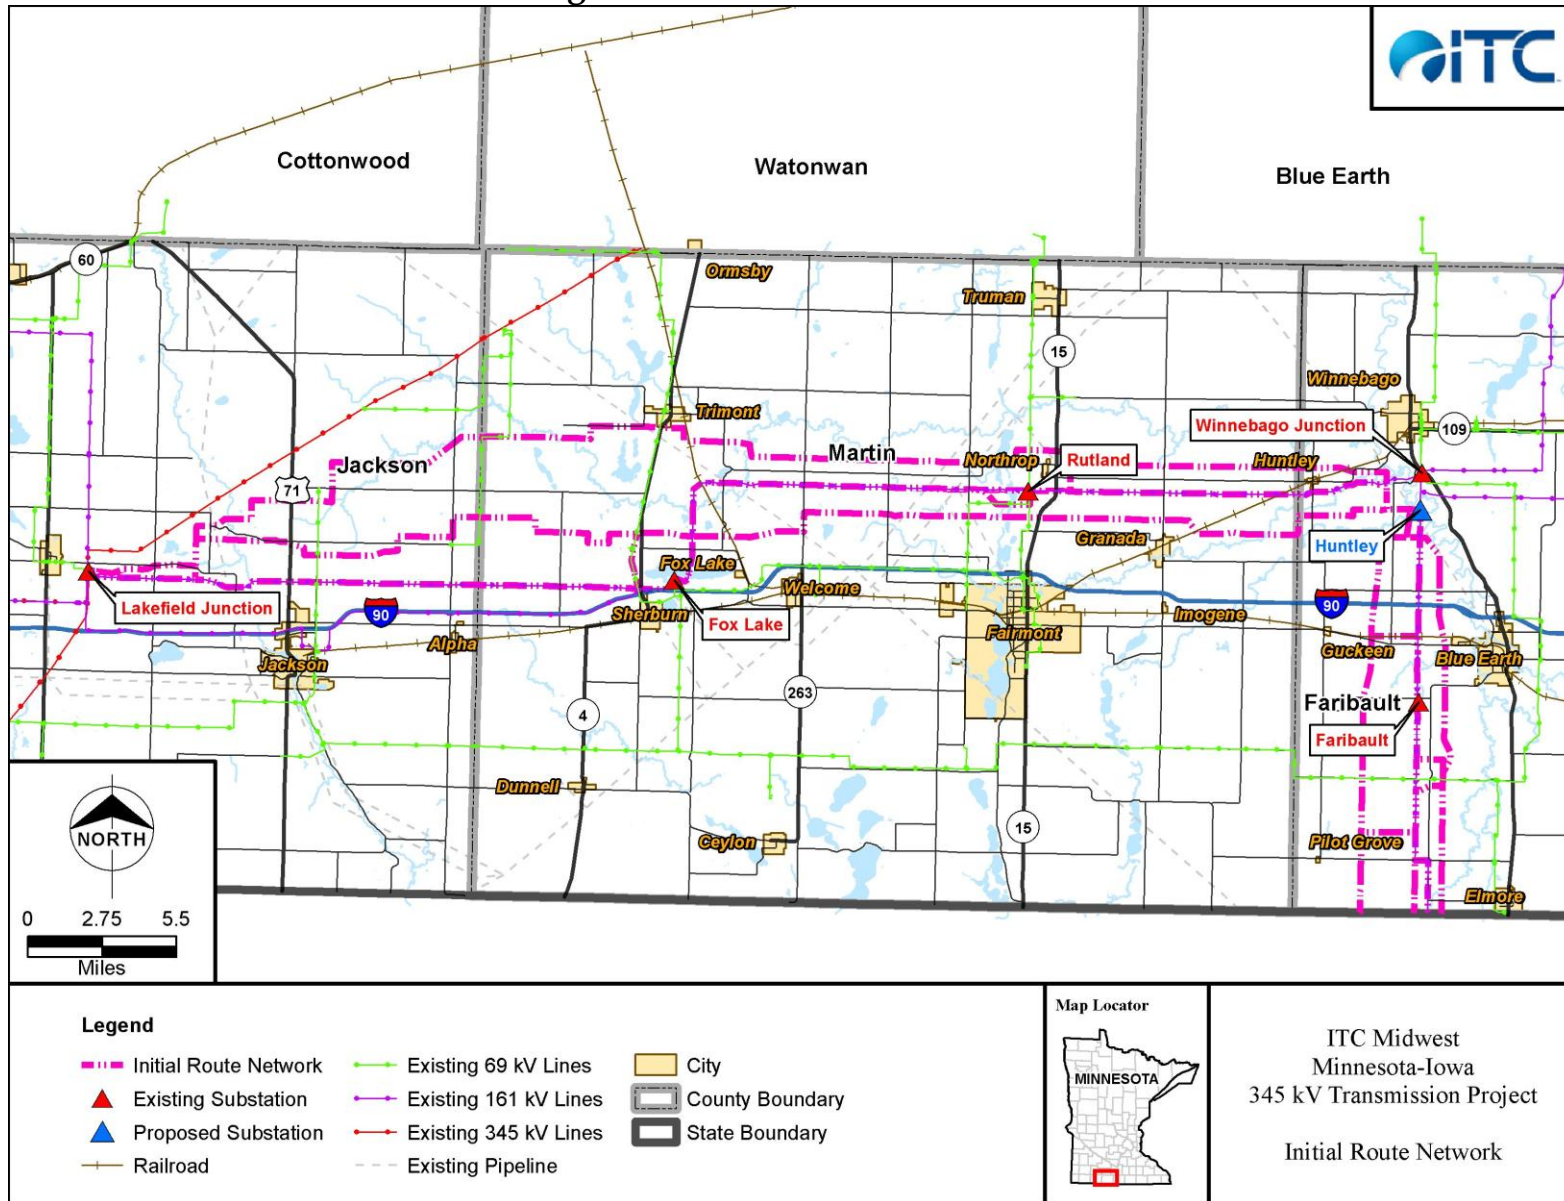 ITC
Cottonwood
Watonwan
Blue Earth
60
Ormsby
Truman
15
Winnebago
Trimont
Winnebago Junction
109
Martin
Jackson
Northrop
Rutland
Huntley
71
Granada
Huntley
Fox Lake
Lakefield Junction
Welcome
90
Sherburn
Fox Lake
Imogene
90
Fairmont
Alpha
Guckeen
Blue Earth
Jackson
263
Faribault
4
Faribault
Dunnell
NORTH
15
Ceylon
Pilot Grove
Elmore
0 2.75 5.5
Miles
Legend
Initial Route Network
Existing Substation
Proposed Substation
Railroad
Existing 69 kV Lines
Existing 161 kV Lines
Existing 345 kV Lines
Existing Pipeline
City
County Boundary
State Boundary
Map Locator
MINNESOTA
ITC Midwest
Minnesota-Iowa
345 kV Transmission Project
Initial Route Network